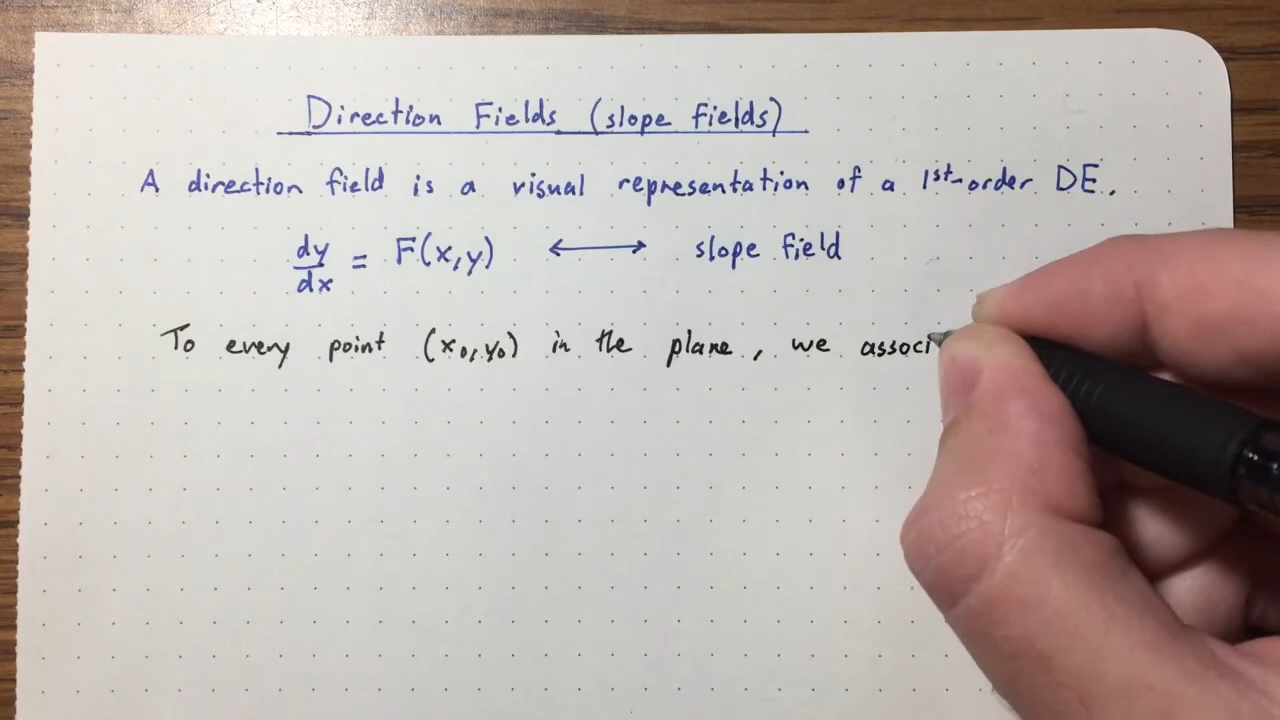 Direction Fields (slope fields)
A direction field is a visual representation of a 1st-order DE.
dy/dx = F(x,y) ⟷ slope field
To every point (x₀,y₀) in the plane, we associ